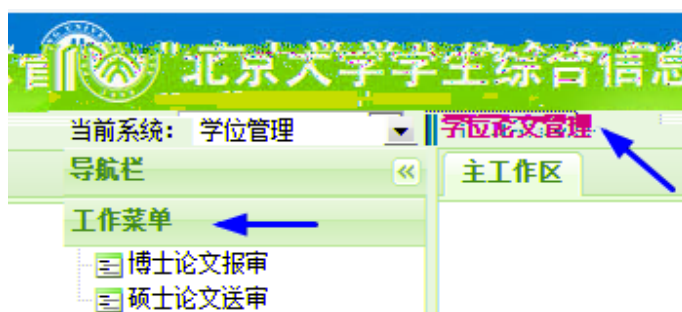 北京大学学生综合信息
当前系统: 学位管理 学位论文管理
导航栏 主工作区
工作菜单
博士论文报审
硕士论文送审